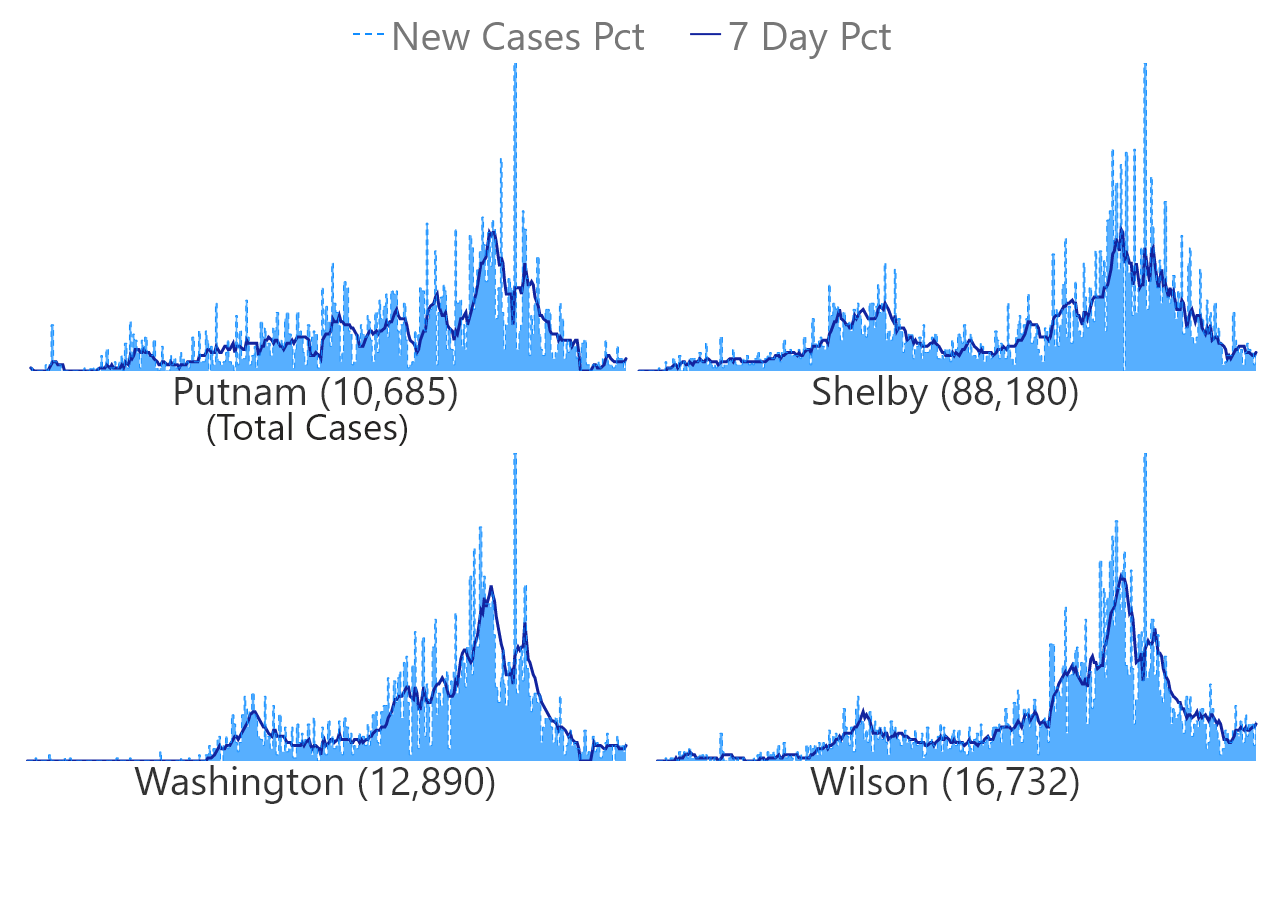 New Cases Pct 7 Day Pct
Putnam (10,685)
(Total Cases)
Shelby (88,180)
Washington (12,890)
Wilson (16,732)